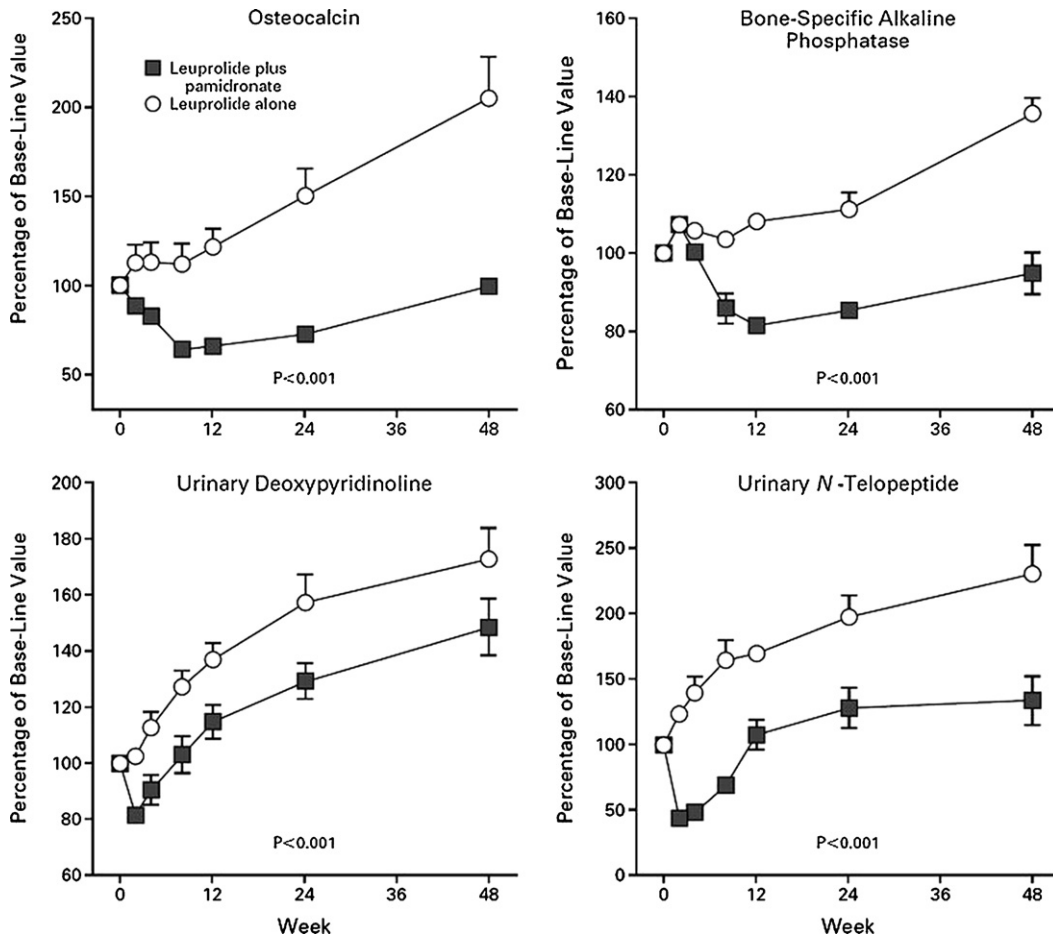 Osteocalcin
Percentage of Base-Line Value
250
200
150
100
50
Leuprolide plus
pamidronate
Leuprolide alone
P<0.001
0 12 24 36 48
Bone-Specific Alkaline
Phosphatase
Percentage of Base-Line Value
160
140
120
100
80
60
P<0.001
0 12 24 36 48
Urinary Deoxypyridinoline
Percentage of Base-Line Value
200
180
160
140
120
100
80
60
P<0.001
0 12 24 36 48
Week
Urinary N -Telopeptide
Percentage of Base-Line Value
300
250
200
150
100
50
0
P<0.001
0 12 24 36 48
Week